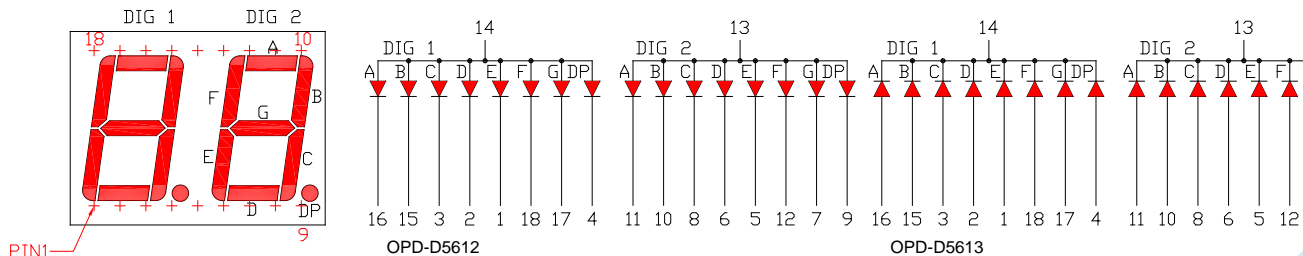 DIG 1 DIG 2
18 10
A
F B
G
E C
D DP
9
PIN1
14
DIG 1
A B C D E F G DP
16 15 3 2 1 18 17 4
13
DIG 2
A B C D E F G DP
11 10 8 6 5 12 7 9
OPD-D5612
14
DIG 1
A B C D E F G DP
16 15 3 2 1 18 17 4
13
DIG 2
A B C D E F
11 10 8 6 5 12
OPD-D5613